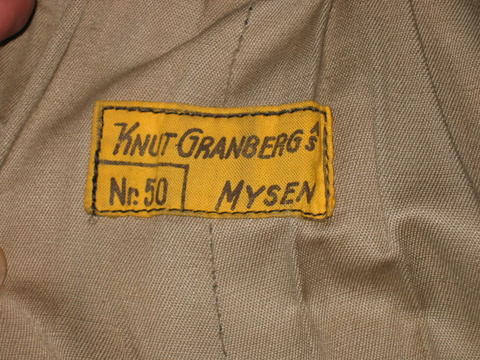 KNUT GRANBERG A/S
Nr. 50 MYSEN